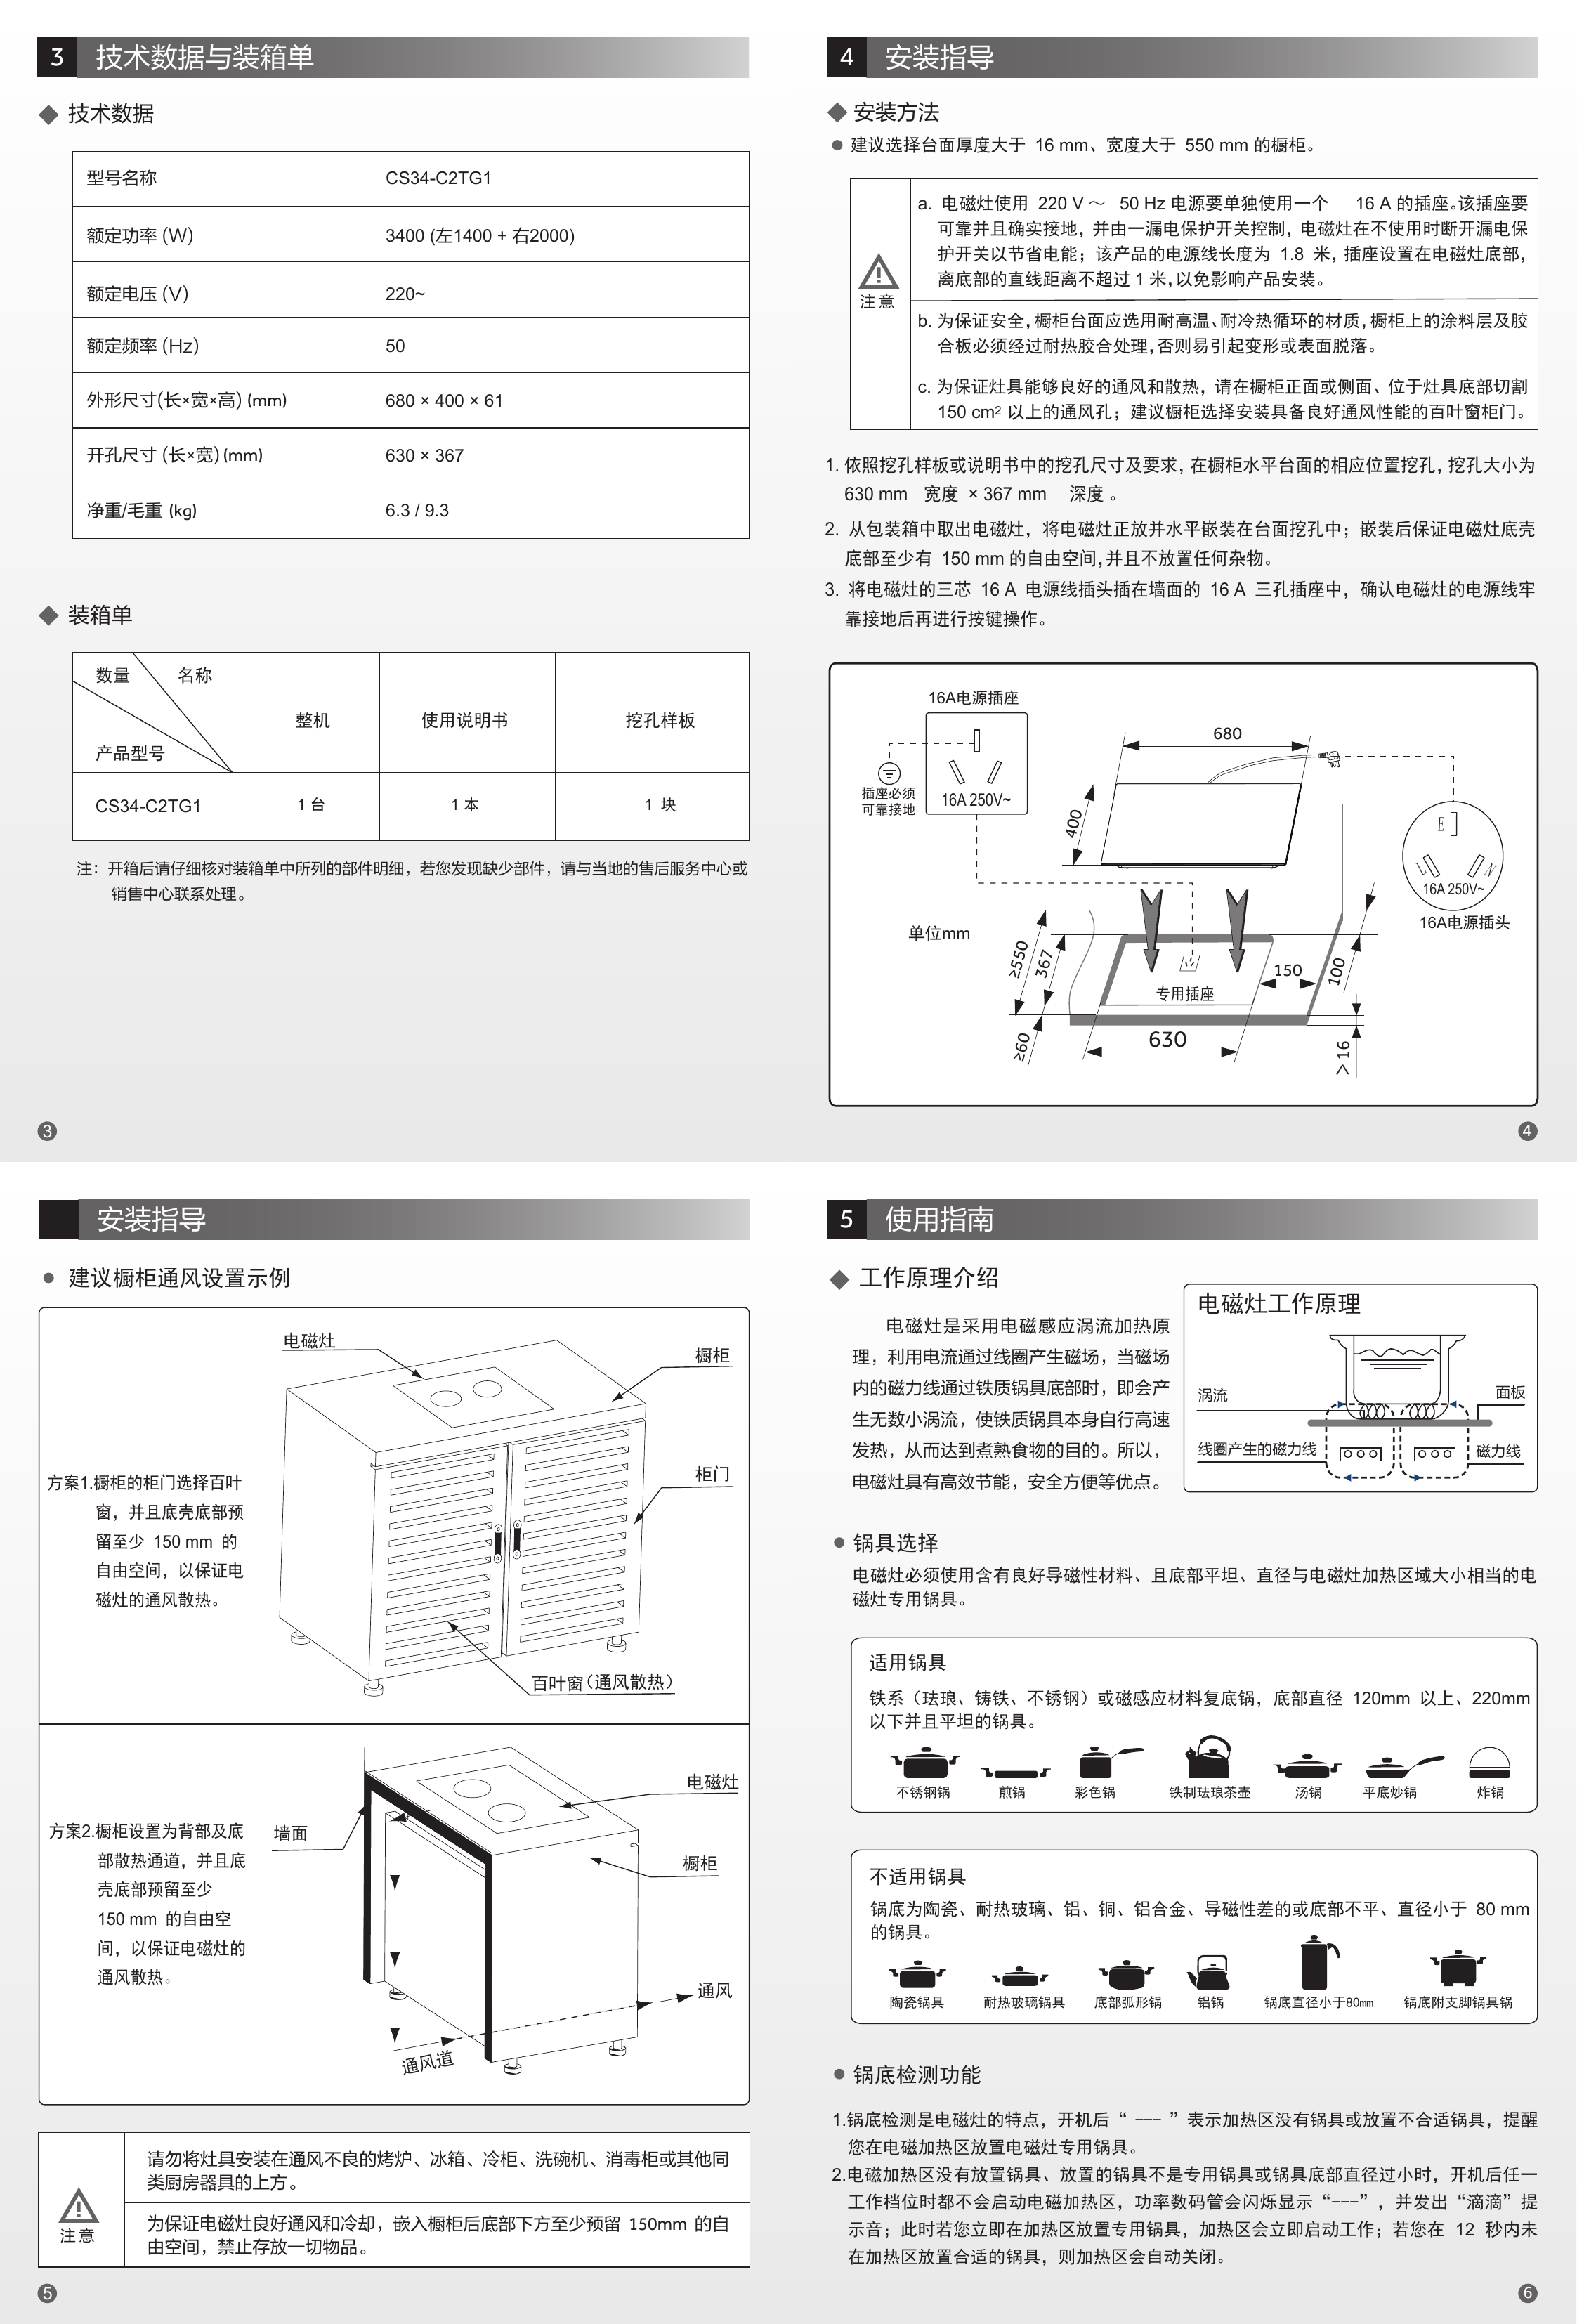 3 技术数据与装箱单
◆ 技术数据
型号名称 CS34-C2TG1
额定功率 (W) 3400 (左1400 + 右2000)
额定电压 (V) 220~
额定频率 (Hz) 50
外形尺寸(长×宽×高) (mm) 680 × 400 × 61
开孔尺寸 (长×宽) (mm) 630 × 367
净重/毛重 (kg) 6.3 / 9.3
◆ 装箱单
数量 名称
产品型号
整机 使用说明书 挖孔样板
CS34-C2TG1 1 台 1 本 1 块
注：开箱后请仔细核对装箱单中所列的部件明细，若您发现缺少部件，请与当地的售后服务中心或
销售中心联系处理。
3
4 安装指导
◆ 安装方法
● 建议选择台面厚度大于 16 mm、宽度大于 550 mm 的橱柜。
注意
a. 电磁灶使用 220 V～ 50 Hz 电源要单独使用一个 16 A 的插座。该插座要
可靠并且确实接地，并由一漏电保护开关控制，电磁灶在不使用时断开漏电保
护开关以节省电能；该产品的电源线长度为 1.8 米，插座设置在电磁灶底部，
离底部的直线距离不超过 1 米，以免影响产品安装。
b. 为保证安全，橱柜台面应选用耐高温、耐冷热循环的材质，橱柜上的涂料层及胶
合板必须经过耐热胶合处理，否则易引起变形或表面脱落。
c. 为保证灶具能够良好的通风和散热，请在橱柜正面或侧面、位于灶具底部切割
150 cm² 以上的通风孔；建议橱柜选择安装具备良好通风性能的百叶窗柜门。
1. 依照挖孔样板或说明书中的挖孔尺寸及要求，在橱柜水平台面的相应位置挖孔，挖孔大小为
630 mm 宽度 × 367 mm 深度 。
2. 从包装箱中取出电磁灶，将电磁灶正放并水平嵌装在台面挖孔中；嵌装后保证电磁灶底壳
底部至少有 150 mm 的自由空间，并且不放置任何杂物。
3. 将电磁灶的三芯 16 A 电源线插头插在墙面的 16 A 三孔插座中，确认电磁灶的电源线牢
靠接地后再进行按键操作。
16A电源插座
16A 250V~
插座必须
可靠接地
680
400
E
L N
16A 250V~
16A电源插头
单位mm
≥550
367
≥60
专用插座
150
100
630
＞16
4
安装指导
● 建议橱柜通风设置示例
方案1.橱柜的柜门选择百叶
窗，并且底壳底部预
留至少 150 mm 的
自由空间，以保证电
磁灶的通风散热。
电磁灶
橱柜
柜门
百叶窗（通风散热）
方案2.橱柜设置为背部及底
部散热通道，并且底
壳底部预留至少
150 mm 的自由空
间，以保证电磁灶的
通风散热。
电磁灶
墙面
橱柜
通风
通风道
注意
请勿将灶具安装在通风不良的烤炉、冰箱、冷柜、洗碗机、消毒柜或其他同
类厨房器具的上方。
为保证电磁灶良好通风和冷却，嵌入橱柜后底部下方至少预留 150mm 的自
由空间，禁止存放一切物品。
5
5 使用指南
◆ 工作原理介绍
电磁灶是采用电磁感应涡流加热原
理，利用电流通过线圈产生磁场，当磁场
内的磁力线通过铁质锅具底部时，即会产
生无数小涡流，使铁质锅具本身自行高速
发热，从而达到煮熟食物的目的。所以，
电磁灶具有高效节能，安全方便等优点。
电磁灶工作原理
涡流
面板
线圈产生的磁力线
磁力线
● 锅具选择
电磁灶必须使用含有良好导磁性材料、且底部平坦、直径与电磁灶加热区域大小相当的电
磁灶专用锅具。
适用锅具
铁系（珐琅、铸铁、不锈钢）或磁感应材料复底锅，底部直径 120mm 以上、220mm
以下并且平坦的锅具。
不锈钢锅 煎锅 彩色锅 铁制珐琅茶壶 汤锅 平底炒锅 炸锅
不适用锅具
锅底为陶瓷、耐热玻璃、铝、铜、铝合金、导磁性差的或底部不平、直径小于 80 mm
的锅具。
陶瓷锅具 耐热玻璃锅具 底部弧形锅 铝锅 锅底直径小于80mm 锅底附支脚锅具锅
● 锅底检测功能
1.锅底检测是电磁灶的特点，开机后“ --- ”表示加热区没有锅具或放置不合适锅具，提醒
您在电磁加热区放置电磁灶专用锅具。
2.电磁加热区没有放置锅具、放置的锅具不是专用锅具或锅具底部直径过小时，开机后任一
工作档位时都不会启动电磁加热区，功率数码管会闪烁显示“---”，并发出“滴滴”提
示音；此时若您立即在加热区放置专用锅具，加热区会立即启动工作；若您在 12 秒内未
在加热区放置合适的锅具，则加热区会自动关闭。
6